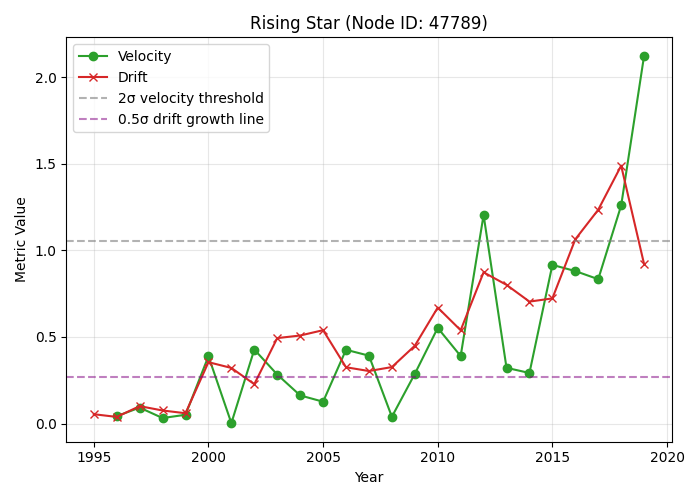 Rising Star (Node ID: 47789)
Velocity
Drift
2σ velocity threshold
0.5σ drift growth line
Metric Value
2.0
1.5
1.0
0.5
0.0
1995 2000 2005 2010 2015 2020
Year